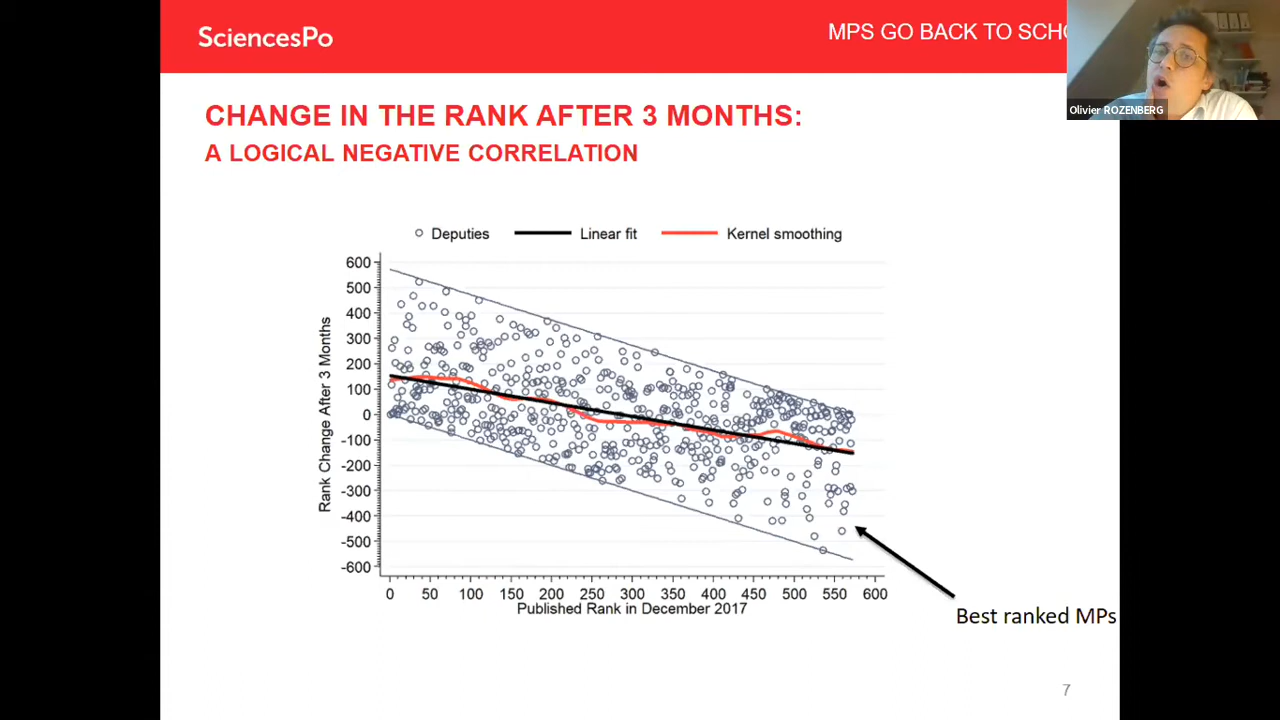 SciencesPo
MPS GO BACK TO SCHO
Olivier ROZENBERG
CHANGE IN THE RANK AFTER 3 MONTHS:
A LOGICAL NEGATIVE CORRELATION
Deputies Linear fit Kernel smoothing
Rank Change After 3 Months
600
500
400
300
200
100
0
-100
-200
-300
-400
-500
-600
0 50 100 150 200 250 300 350 400 450 500 550 600
Published Rank in December 2017
Best ranked MPs
7